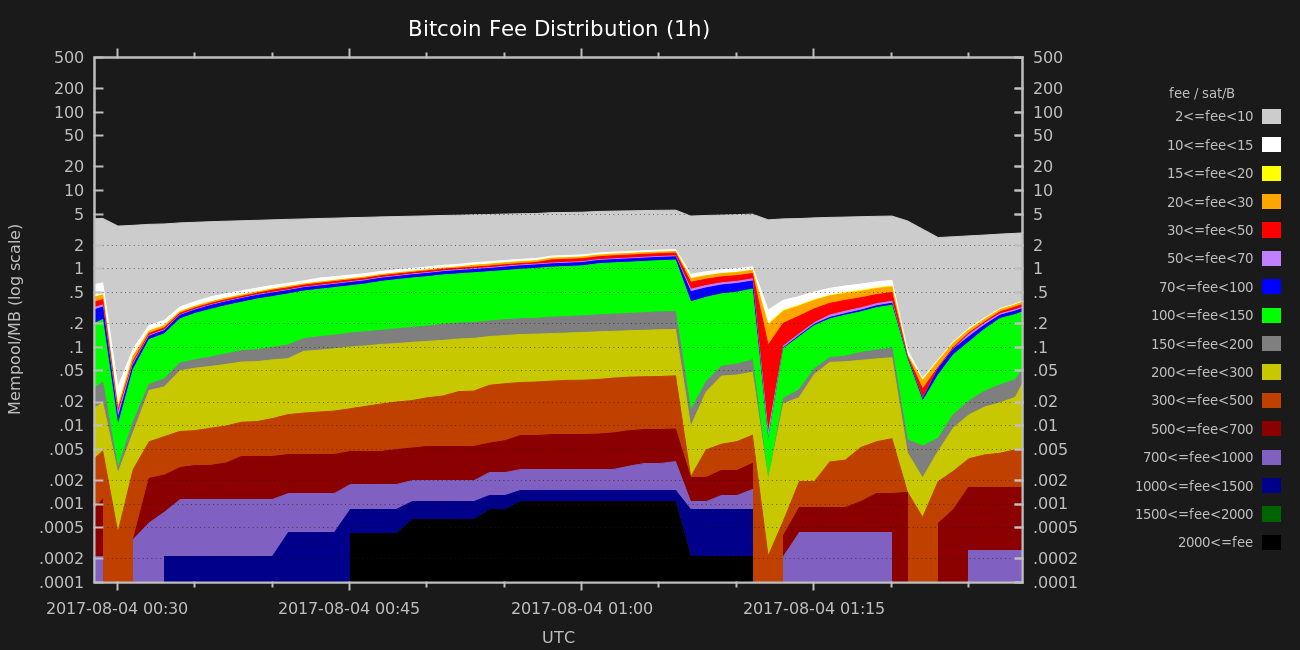 Bitcoin Fee Distribution (1h)
500 500
200 200
100 100
50 50
20 20
10 10
5 5
2 2
1 1
.5 .5
.2 .2
.1 .1
.05 .05
.02 .02
.01 .01
.005 .005
.002 .002
.001 .001
.0005 .0005
.0002 .0002
.0001 .0001
Mempool/MB (log scale)
2017-08-04 00:30 2017-08-04 00:45 2017-08-04 01:00 2017-08-04 01:15
UTC
fee / sat/B
2<=fee<10
10<=fee<15
15<=fee<20
20<=fee<30
30<=fee<50
50<=fee<70
70<=fee<100
100<=fee<150
150<=fee<200
200<=fee<300
300<=fee<500
500<=fee<700
700<=fee<1000
1000<=fee<1500
1500<=fee<2000
2000<=fee